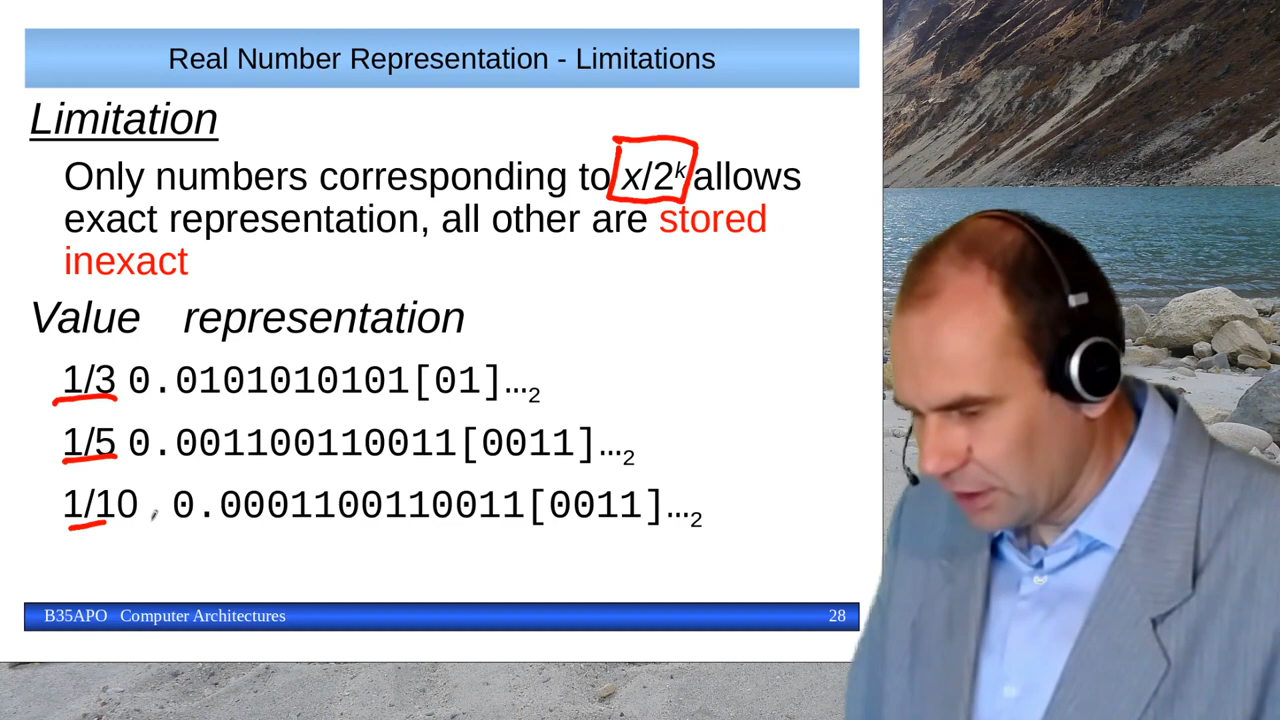 Real Number Representation - Limitations
Limitation
Only numbers corresponding to x/2ᵏ allows
exact representation, all other are stored
inexact
Value representation
1/3 0.0101010101[01]…₂
1/5 0.001100110011[0011]…₂
1/10 0.0001100110011[0011]…₂
B35APO Computer Architectures 28